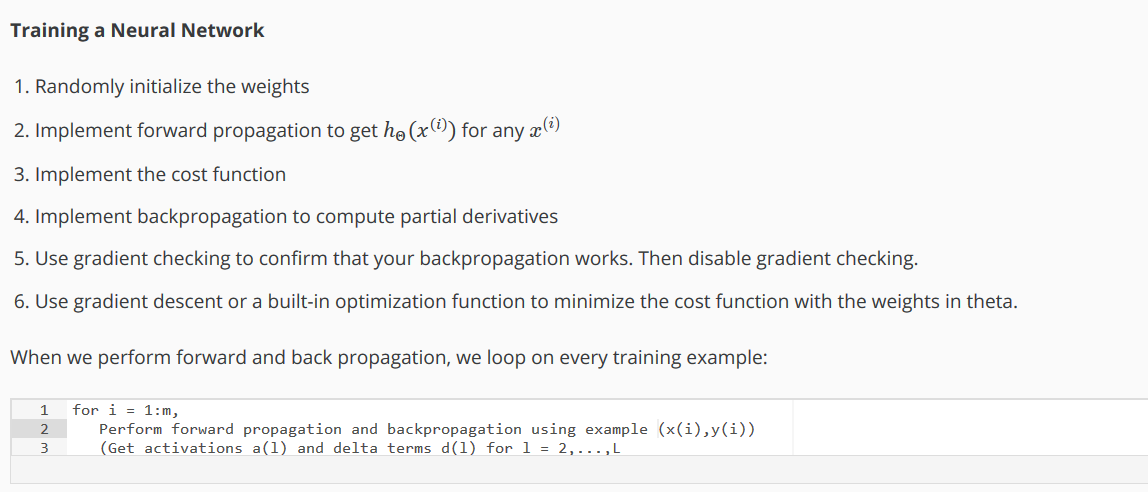 Training a Neural Network
1. Randomly initialize the weights
2. Implement forward propagation to get hΘ(x⁽ⁱ⁾) for any x⁽ⁱ⁾
3. Implement the cost function
4. Implement backpropagation to compute partial derivatives
5. Use gradient checking to confirm that your backpropagation works. Then disable gradient checking.
6. Use gradient descent or a built-in optimization function to minimize the cost function with the weights in theta.
When we perform forward and back propagation, we loop on every training example:
1 for i = 1:m,
2    Perform forward propagation and backpropagation using example (x(i),y(i))
3    (Get activations a(l) and delta terms d(l) for l = 2,...,L